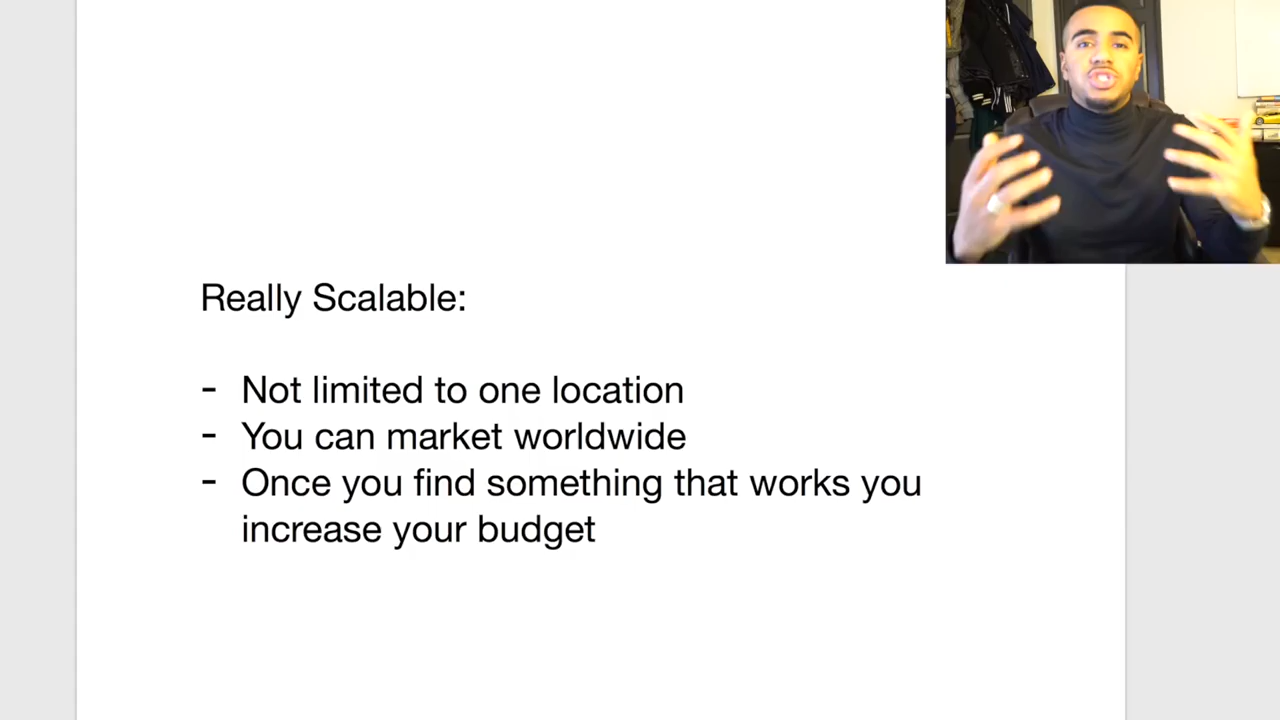 Really Scalable:
- Not limited to one location
- You can market worldwide
- Once you find something that works you
increase your budget